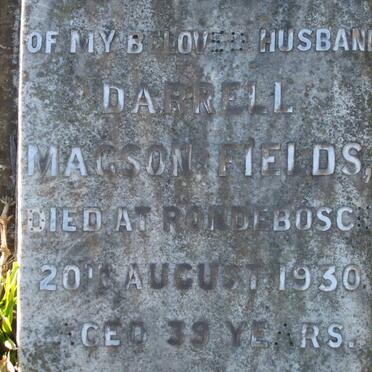 OF MY BELOVED HUSBAND
DARRELL
MAGSON FIELDS,
DIED AT RONDEBOSCH
20TH AUGUST 1930
AGED 39 YEARS.